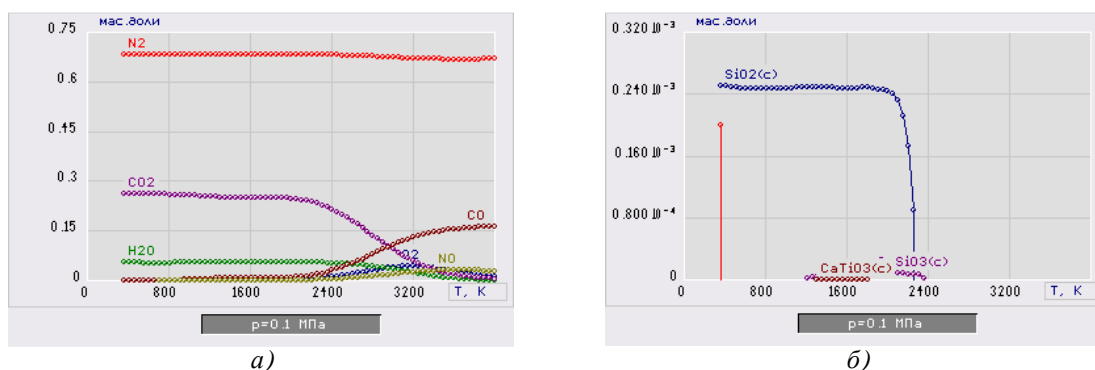 мас.доли
0.75
N2
0.6
0.45
0.3
CO2
0.15
CO
H2O
O2
NO
0
0 800 1600 2400 3200 T, K
p=0.1 МПа
а)
мас.доли
0.320 10⁻³
SiO2(c)
0.240 10⁻³
0.160 10⁻³
0.800 10⁻⁴
CaTiO3(c)
SiO3(c)
0
0 800 1600 2400 3200 T, K
p=0.1 МПа
б)